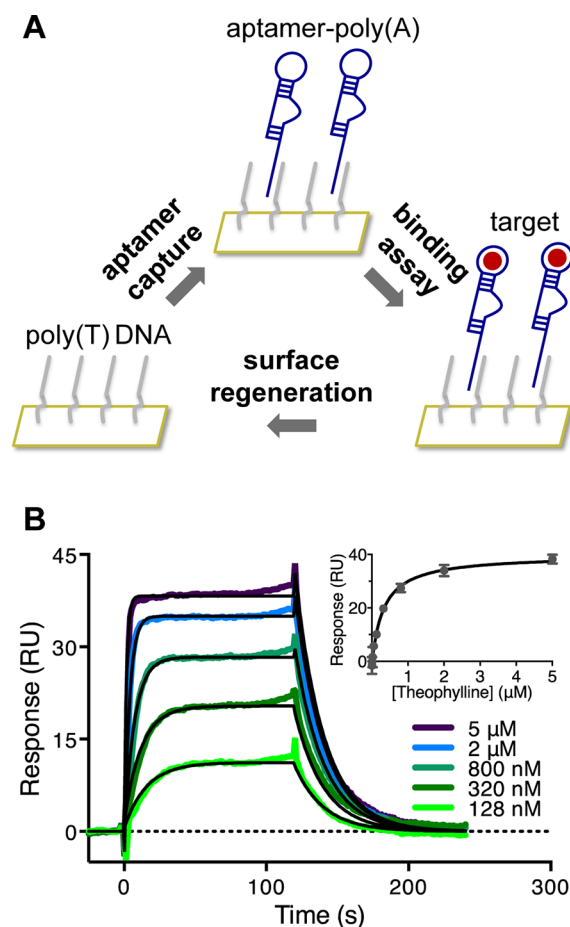 A
aptamer-poly(A)
aptamer
capture
binding
assay
target
poly(T) DNA
surface
regeneration
B
45
30
15
0
Response (RU)
0
100
200
300
Time (s)
40
20
0
Response (RU)
0
1
2
3
4
5
[Theophylline] (μM)
5 μM
2 μM
800 nM
320 nM
128 nM